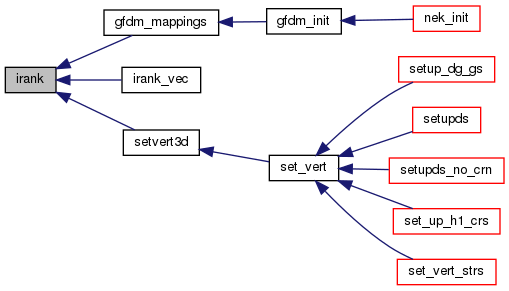 gfdm_mappings
gfdm_init
nek_init
irank
irank_vec
setvert3d
set_vert
setup_dg_gs
setupds
setupds_no_crn
set_up_h1_crs
set_vert_strs